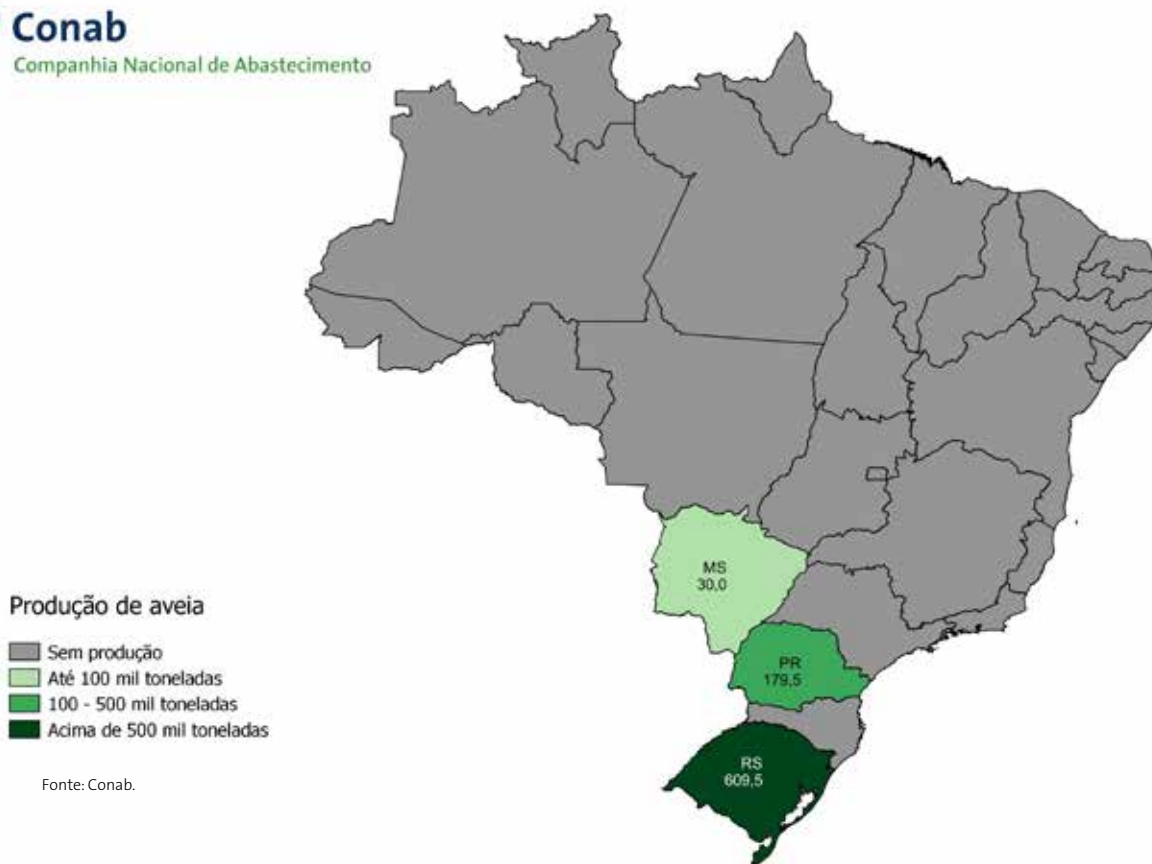 Conab
Companhia Nacional de Abastecimento
MS
30,0
PR
179,5
RS
609,5
Produção de aveia
Sem produção
Até 100 mil toneladas
100 - 500 mil toneladas
Acima de 500 mil toneladas
Fonte: Conab.